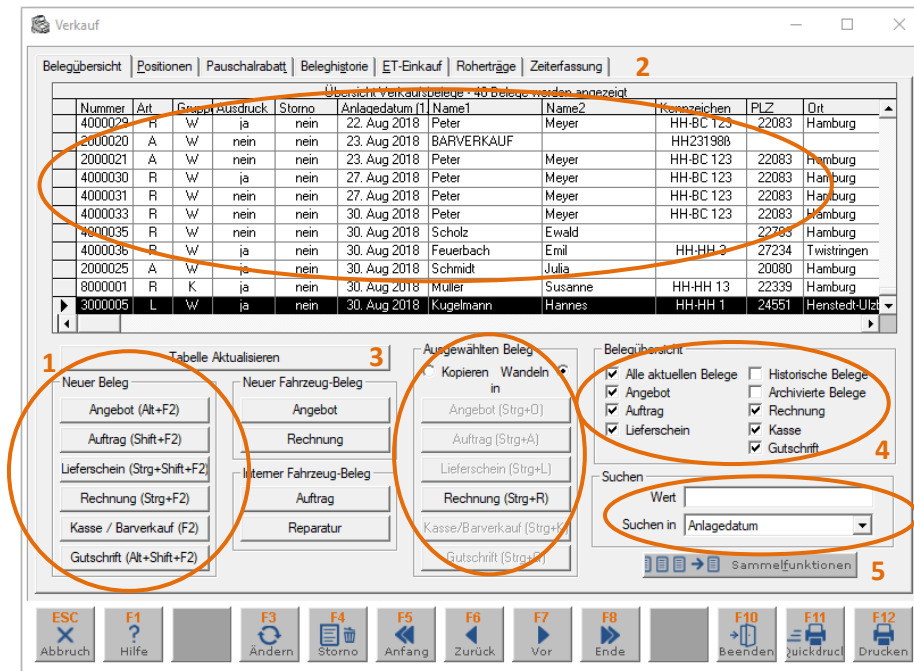 Verkauf
Belegübersicht Positionen Pauschalrabatt Beleghistorie ET-Einkauf Roherträge Zeiterfassung 2
Übersicht Verkaufsbelege - 40 Belege werden angezeigt
Nummer Art Gruppe Ausdruck Storno Anlagedatum (1. Name1 Name2 Kennzeichen PLZ Ort
4000029 R W ja nein 22. Aug 2018 Peter Meyer HH-BC 123 22083 Hamburg
2000020 A W nein nein 23. Aug 2018 BARVERKAUF HH23198ß
2000021 A W nein nein 23. Aug 2018 Peter Meyer HH-BC 123 22083 Hamburg
4000030 R W ja nein 27. Aug 2018 Peter Meyer HH-BC 123 22083 Hamburg
4000031 R W nein nein 27. Aug 2018 Peter Meyer HH-BC 123 22083 Hamburg
4000033 R W nein nein 30. Aug 2018 Peter Meyer HH-BC 123 22083 Hamburg
4000035 R W nein nein 30. Aug 2018 Scholz Ewald 22763 Hamburg
4000036 R W ja nein 30. Aug 2018 Feuerbach Emil HH-HH 3 27234 Twistringen
2000025 A W ja nein 30. Aug 2018 Schmidt Julia 20080 Hamburg
8000001 R K ja nein 30. Aug 2018 Müller Susanne HH-HH 13 22339 Hamburg
3000005 L W ja nein 30. Aug 2018 Kugelmann Hannes HH-HH 1 24551 Henstedt-Ulzb
1 Tabelle Aktualisieren 3 Ausgewählten Beleg Belegübersicht
Kopieren Wandeln
in
Alle aktuellen Belege Historische Belege
Angebot Archivierte Belege
Auftrag Rechnung
Lieferschein Kasse
Gutschrift 4
Neuer Beleg
Angebot (Alt+F2)
Auftrag (Shift+F2)
Lieferschein (Strg+Shift+F2)
Rechnung (Strg+F2)
Kasse / Barverkauf (F2)
Gutschrift (Alt+Shift+F2)
Neuer Fahrzeug-Beleg
Angebot
Rechnung
Interner Fahrzeug-Beleg
Auftrag
Reparatur
Angebot (Strg+O)
Auftrag (Strg+A)
Lieferschein (Strg+L)
Rechnung (Strg+R)
Kasse/Barverkauf (Strg+K)
Gutschrift (Strg+G)
Suchen
Wert
Suchen in Anlagedatum
Sammelfunktionen 5
ESC F1 F3 F4 F5 F6 F7 F8 F10 F11 F12
Abbruch Hilfe Ändern Storno Anfang Zurück Vor Ende Beenden Quickdrucl Drucken